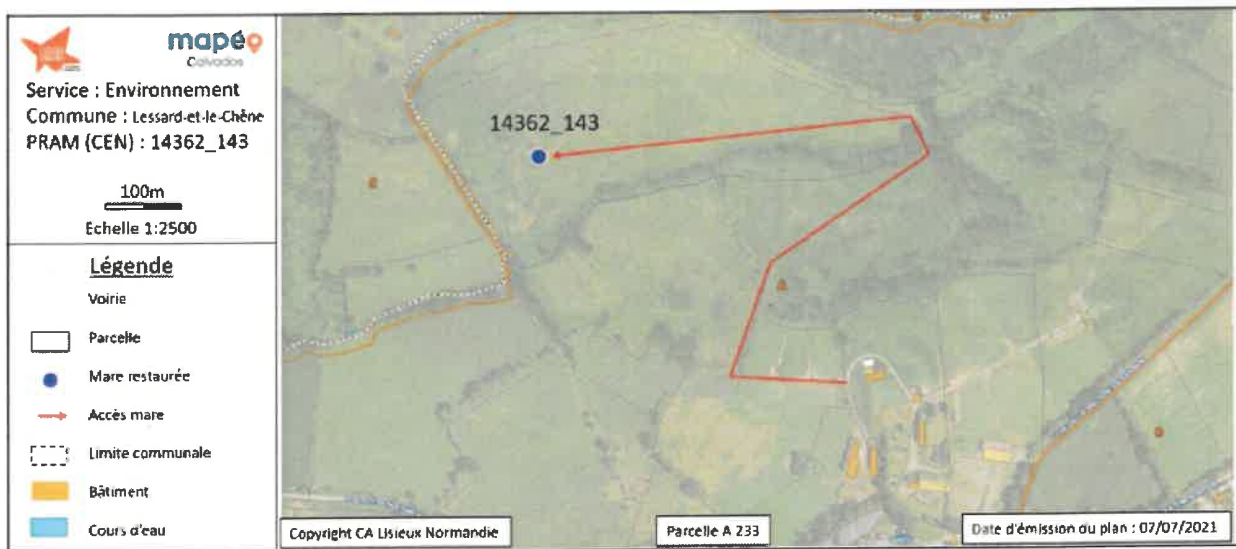 mapéo
Calvados
Service : Environnement
Commune : Lessard-et-le-Chêne
PRAM (CEN) : 14362_143
100m
Echelle 1:2500
Légende
Voirie
Parcelle
Mare restaurée
Accès mare
Limite communale
Bâtiment
Cours d'eau
14362_143
A
Copyright CA Lisieux Normandie
Parcelle A 233
Date d'émission du plan : 07/07/2021